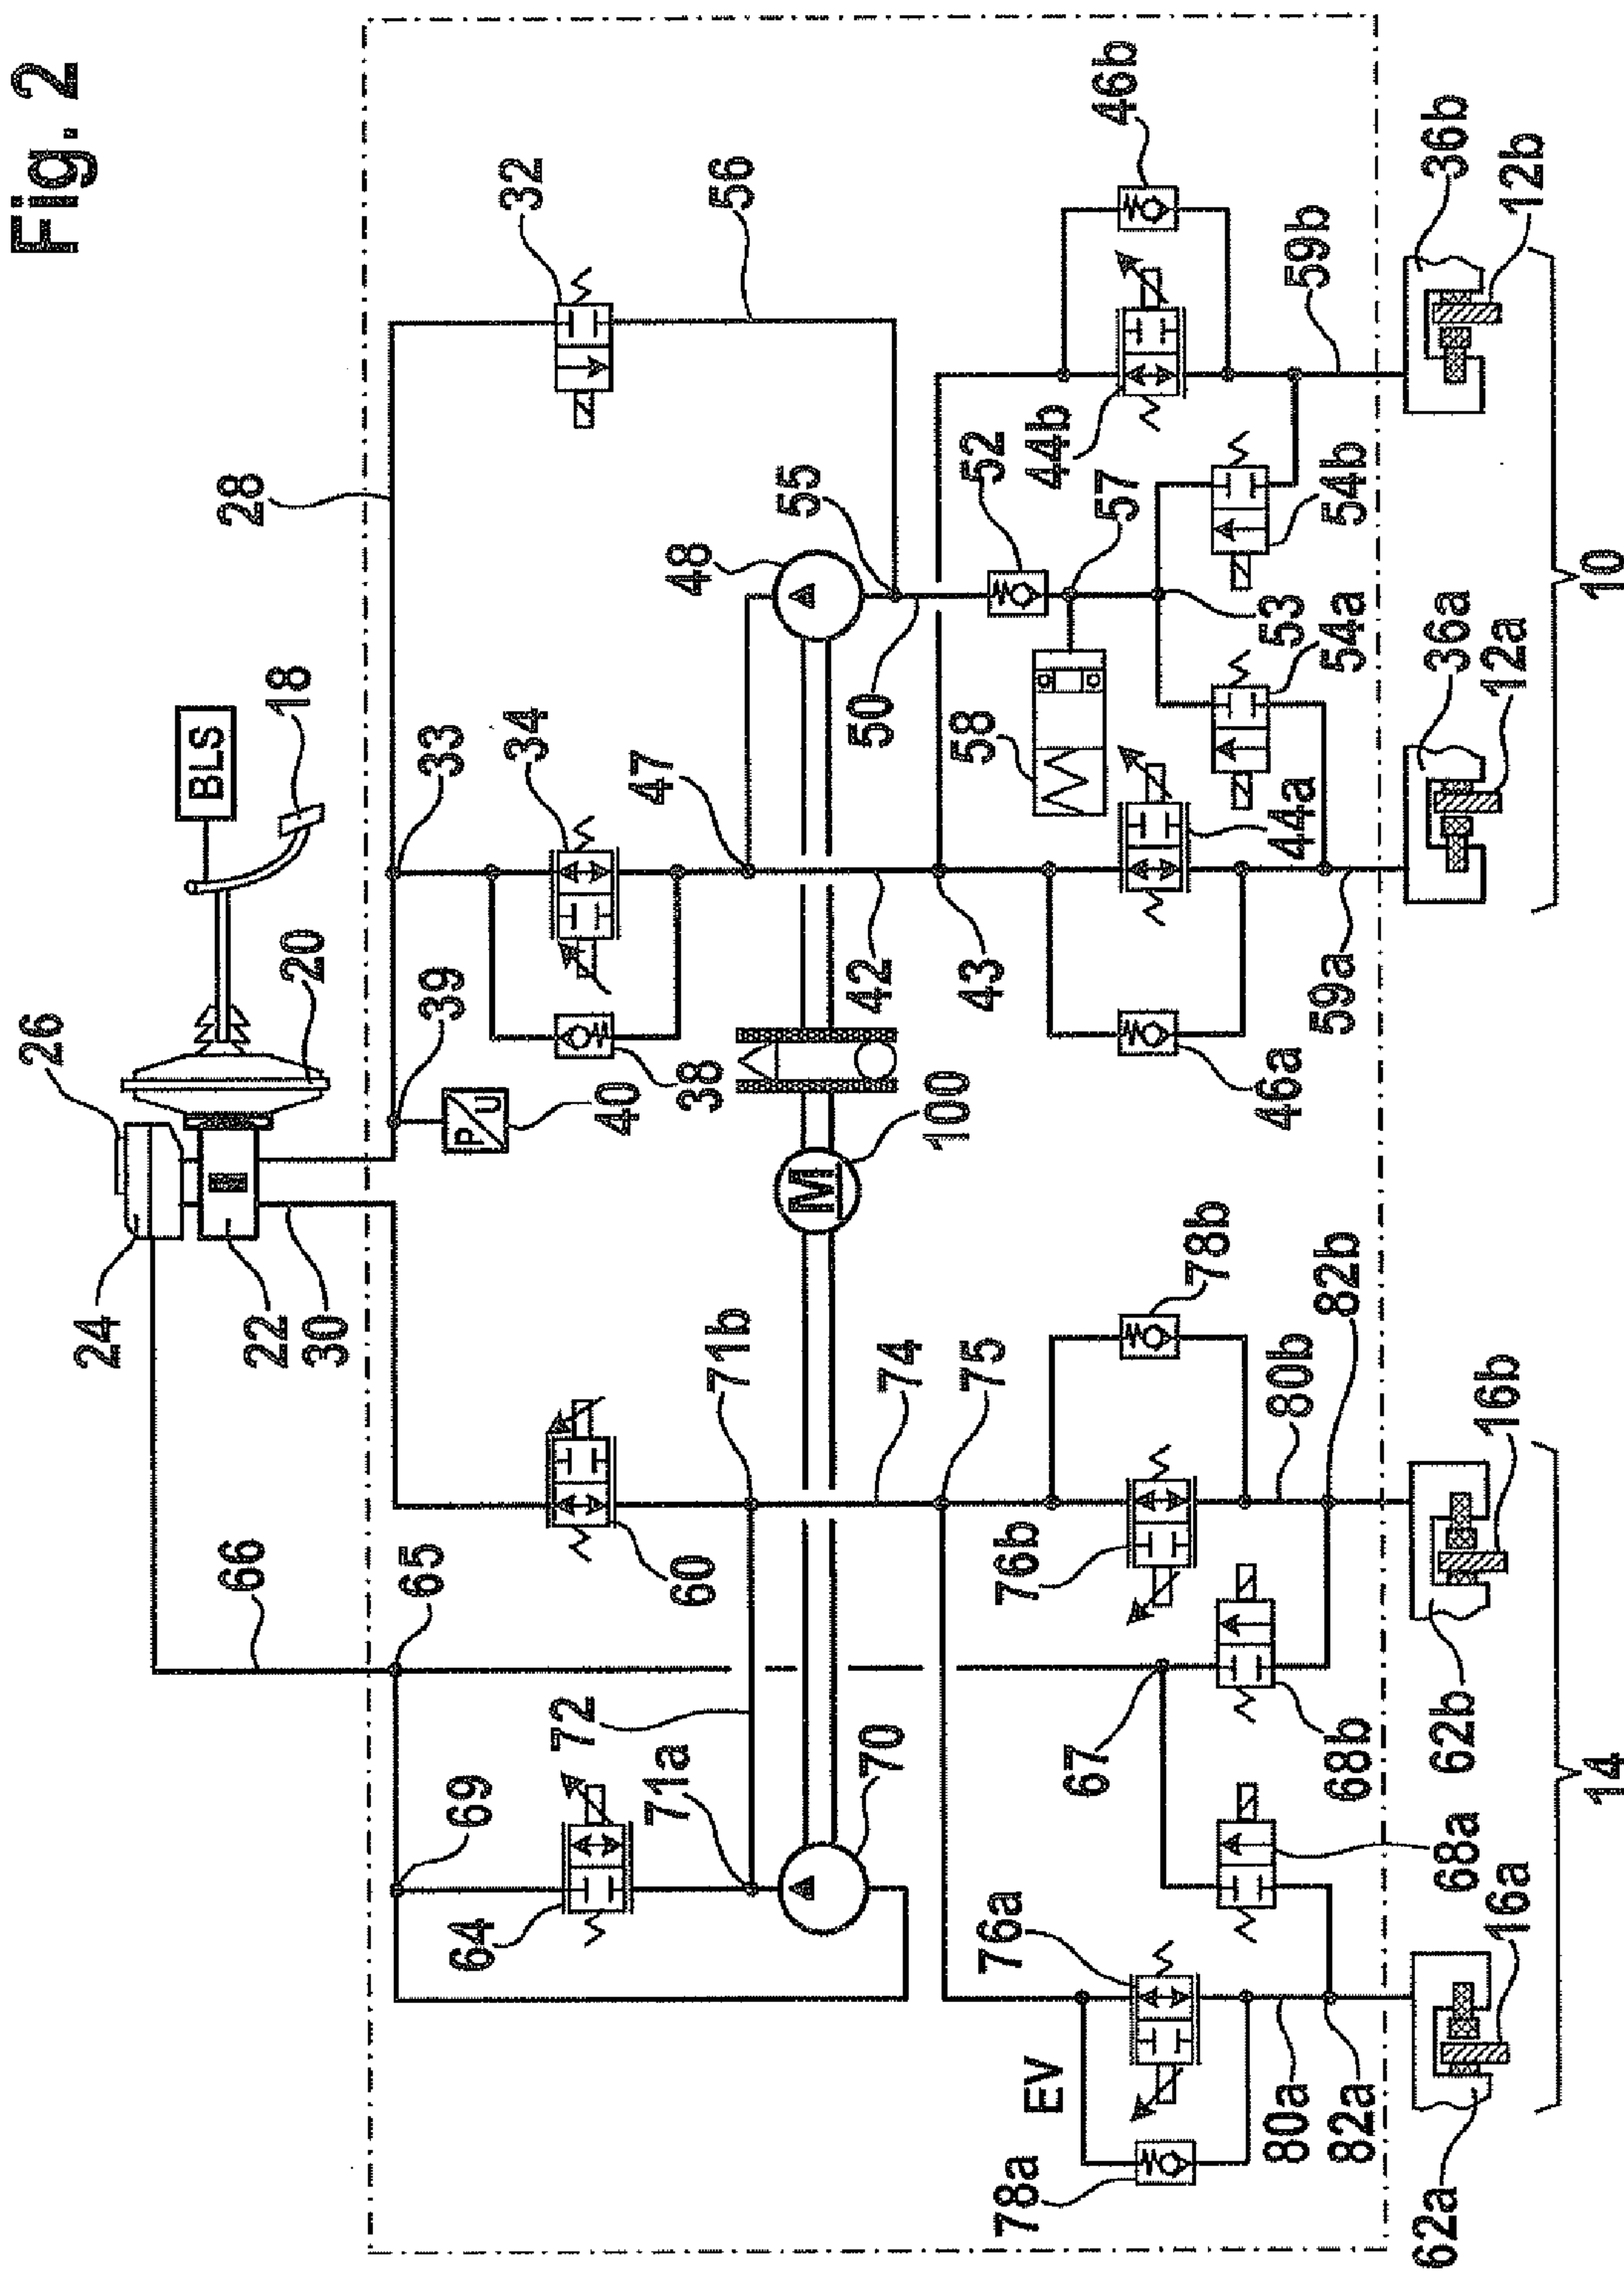 Fig. 2
26
24
22
30
20
18
BLS
28
66
65
69
39
33
32
34
38
40
56
64
72
71a
60
71b
70
100
M
P
U
47
48
55
42
50
52
43
58
57
46b
44b
54b
53
54a
44a
46a
59a
59b
74
75
67
76a
76b
78a
78b
EV
68a
68b
80a
80b
82a
82b
62a
16a
62b
16b
36a
12a
36b
12b
14
10